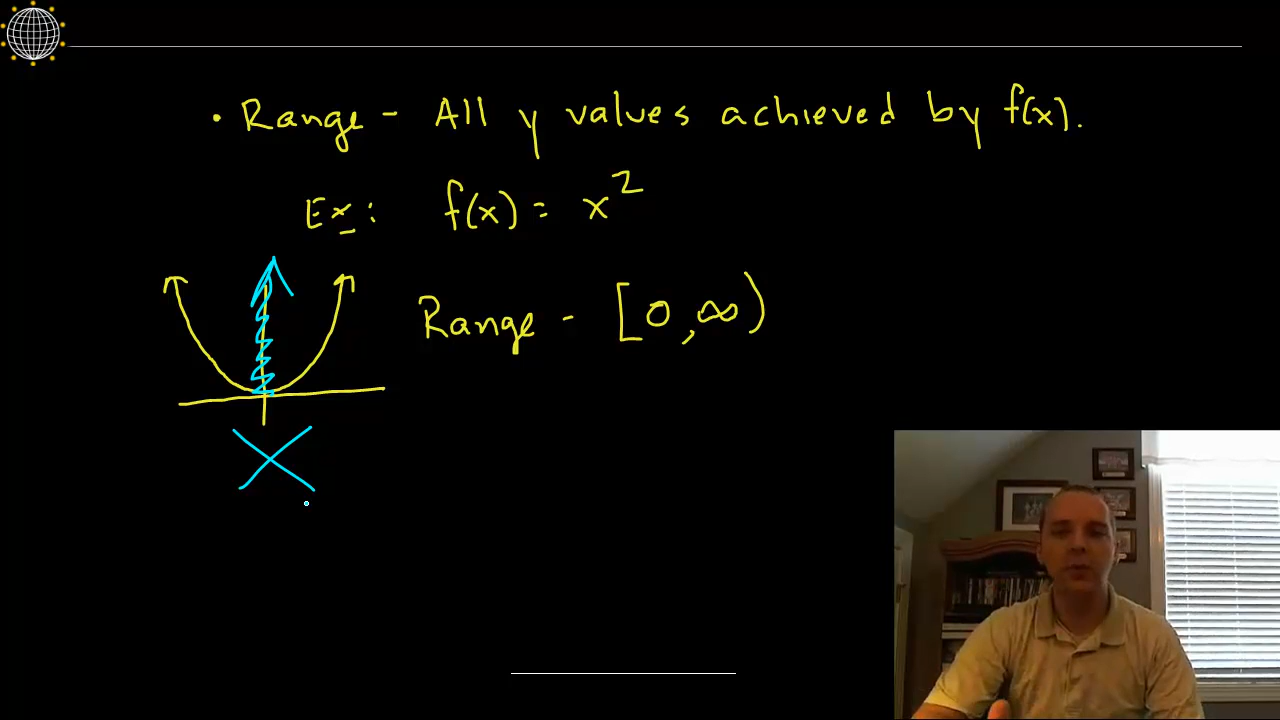 • Range - All y values achieved by f(x).
Ex: f(x) = x²
Range - [0,∞)